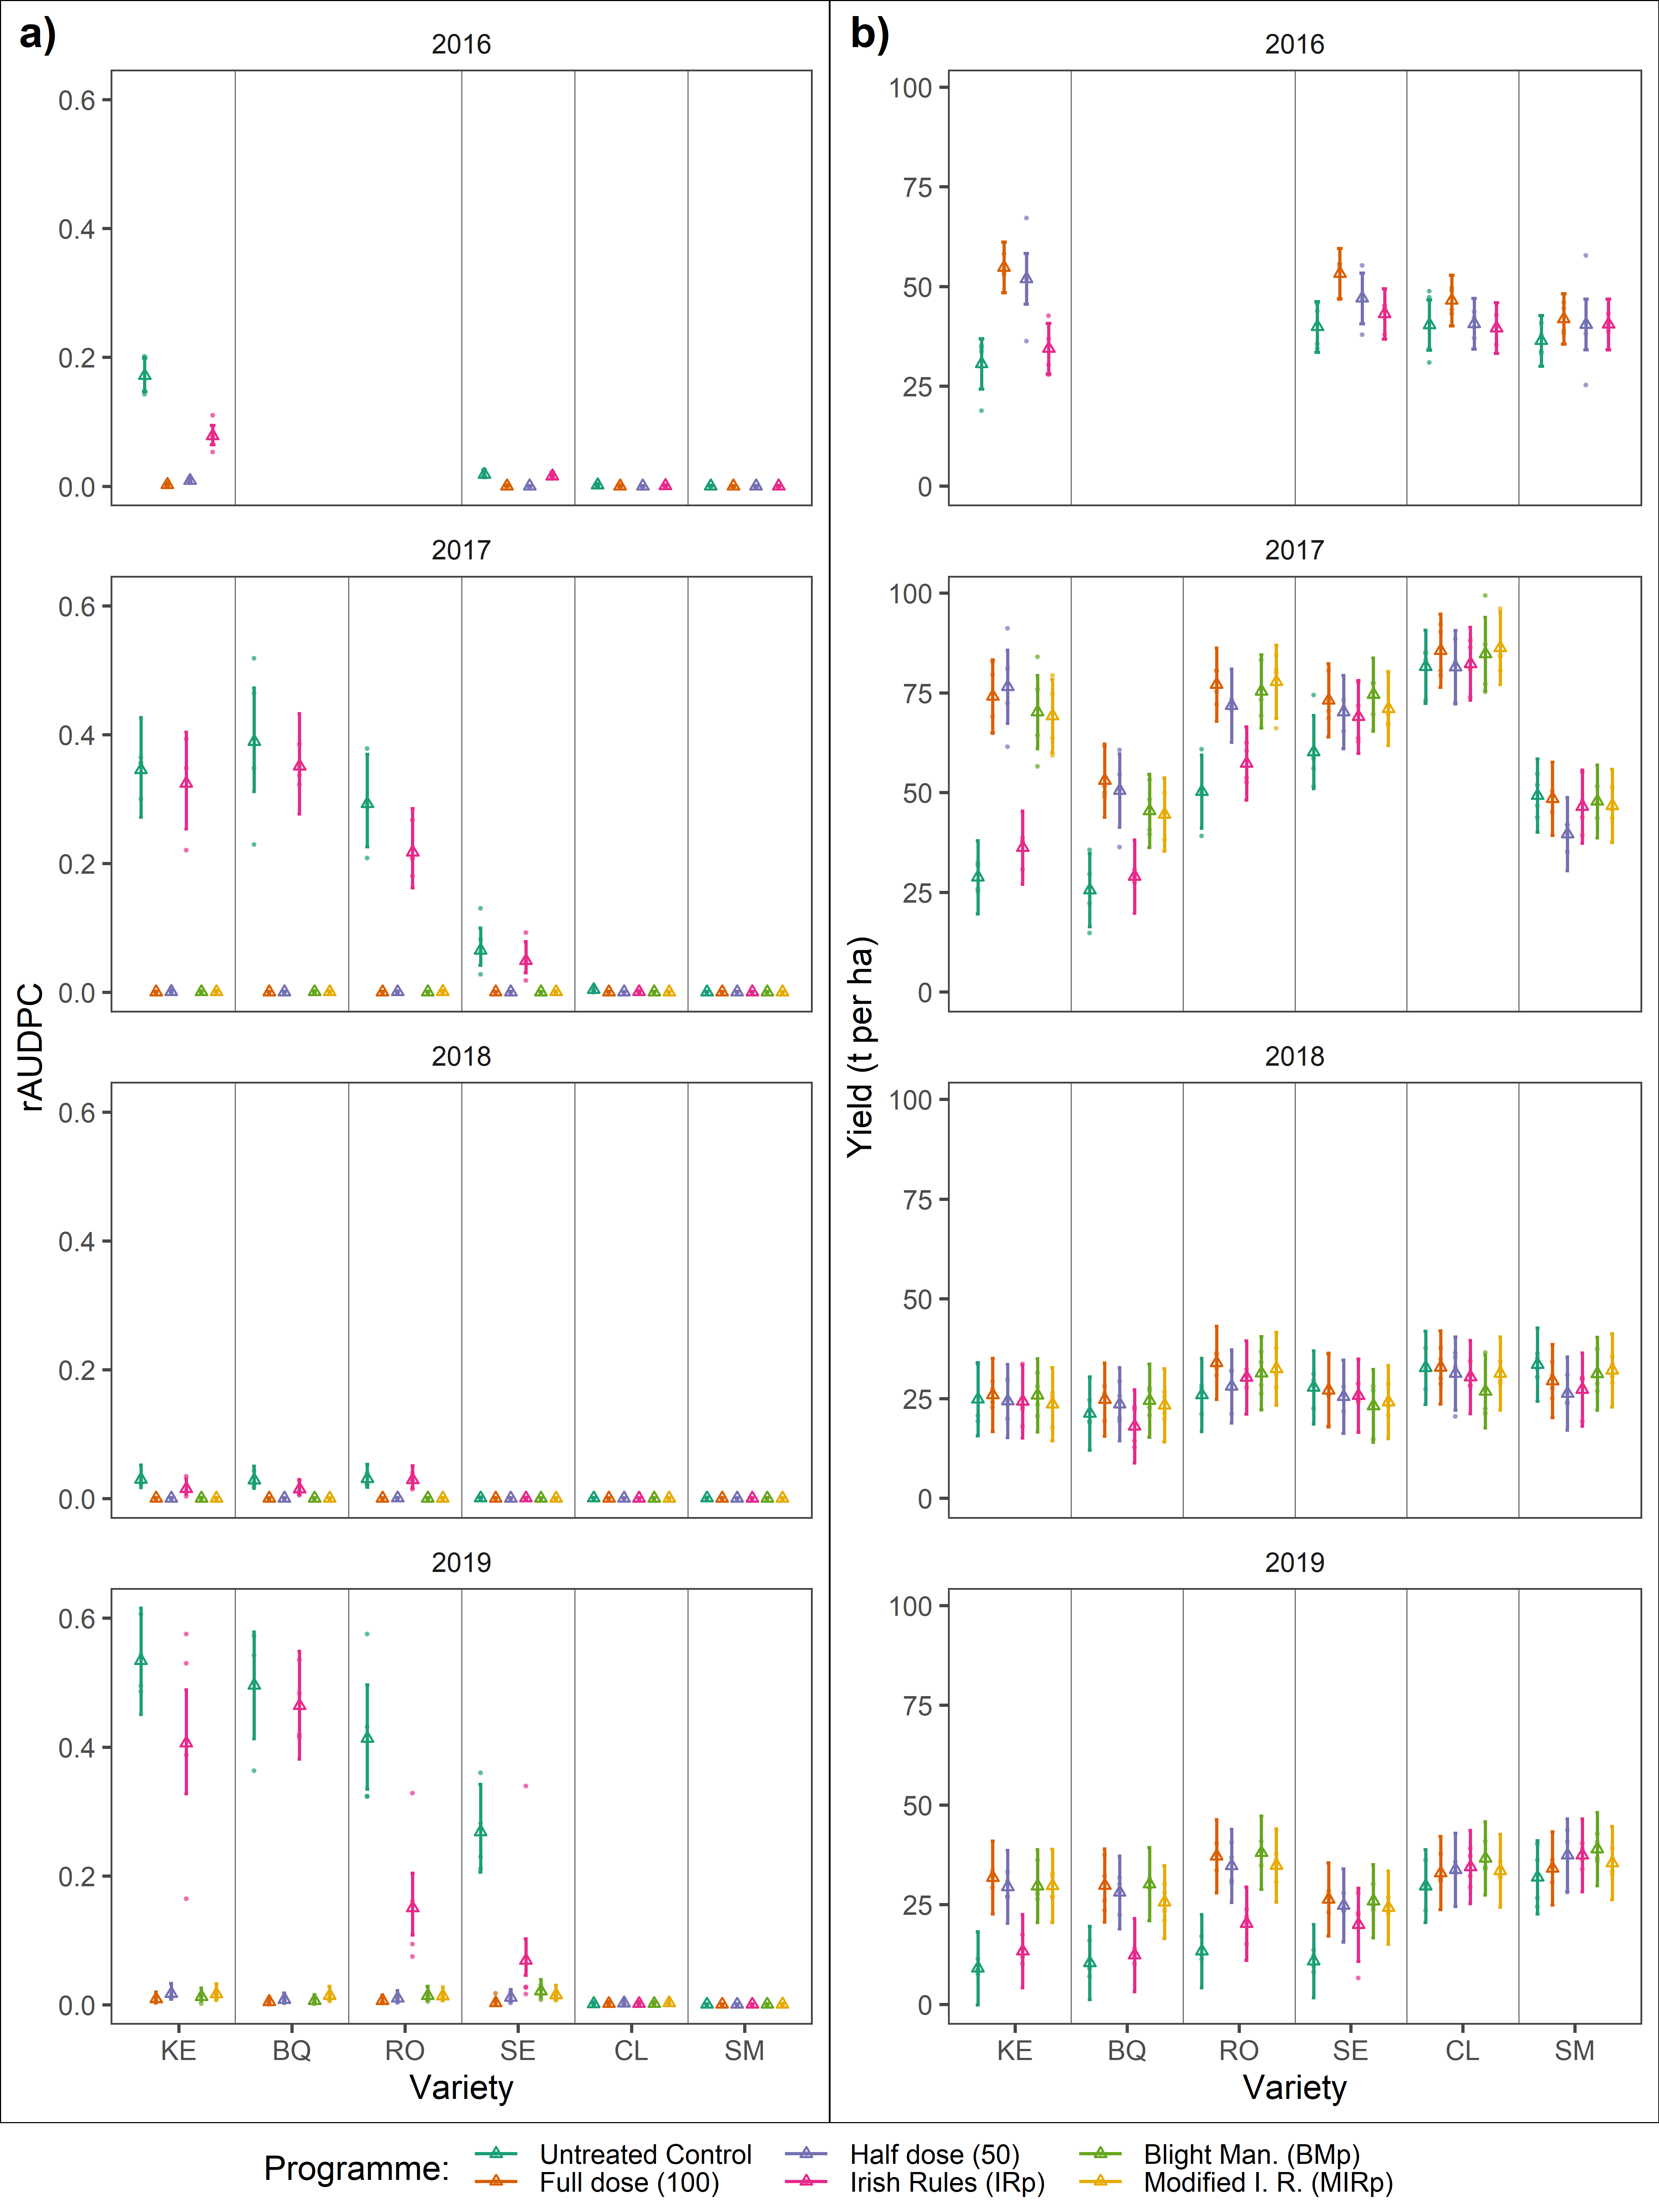 a)
2016
0.6
0.4
0.2
0.0
2017
0.6
0.4
0.2
0.0
2018
0.6
0.4
0.2
0.0
2019
0.6
0.4
0.2
0.0
KE BQ RO SE CL SM
Variety
rAUDPC
b)
2016
100
75
50
25
0
2017
100
75
50
25
0
2018
100
75
50
25
0
2019
100
75
50
25
0
KE BQ RO SE CL SM
Variety
Yield (t per ha)
Programme:
Untreated Control
Full dose (100)
Half dose (50)
Irish Rules (IRp)
Blight Man. (BMp)
Modified I. R. (MIRp)